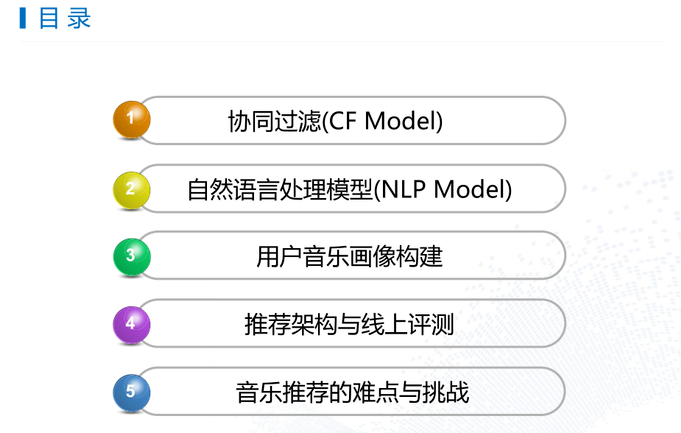 目录
1 协同过滤(CF Model)
2 自然语言处理模型(NLP Model)
3 用户音乐画像构建
4 推荐架构与线上评测
5 音乐推荐的难点与挑战